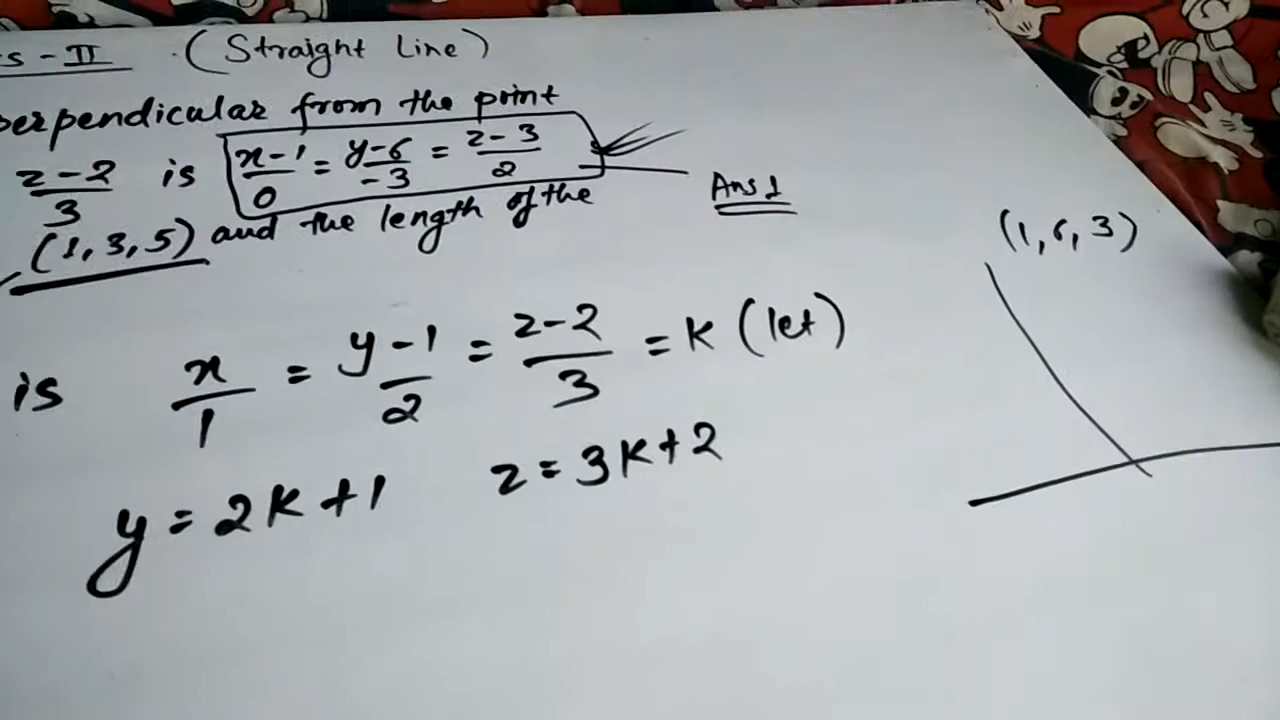 s - II (Straight Line)
perpendicular from the point
z-2/3 is x-1/0 = y-6/-3 = z-3/2
Ans 1
(1, 3, 5) and the length of the
(1, 6, 3)
is x/1 = y-1/2 = z-2/3 = K (let)
y = 2K+1 z = 3K+2